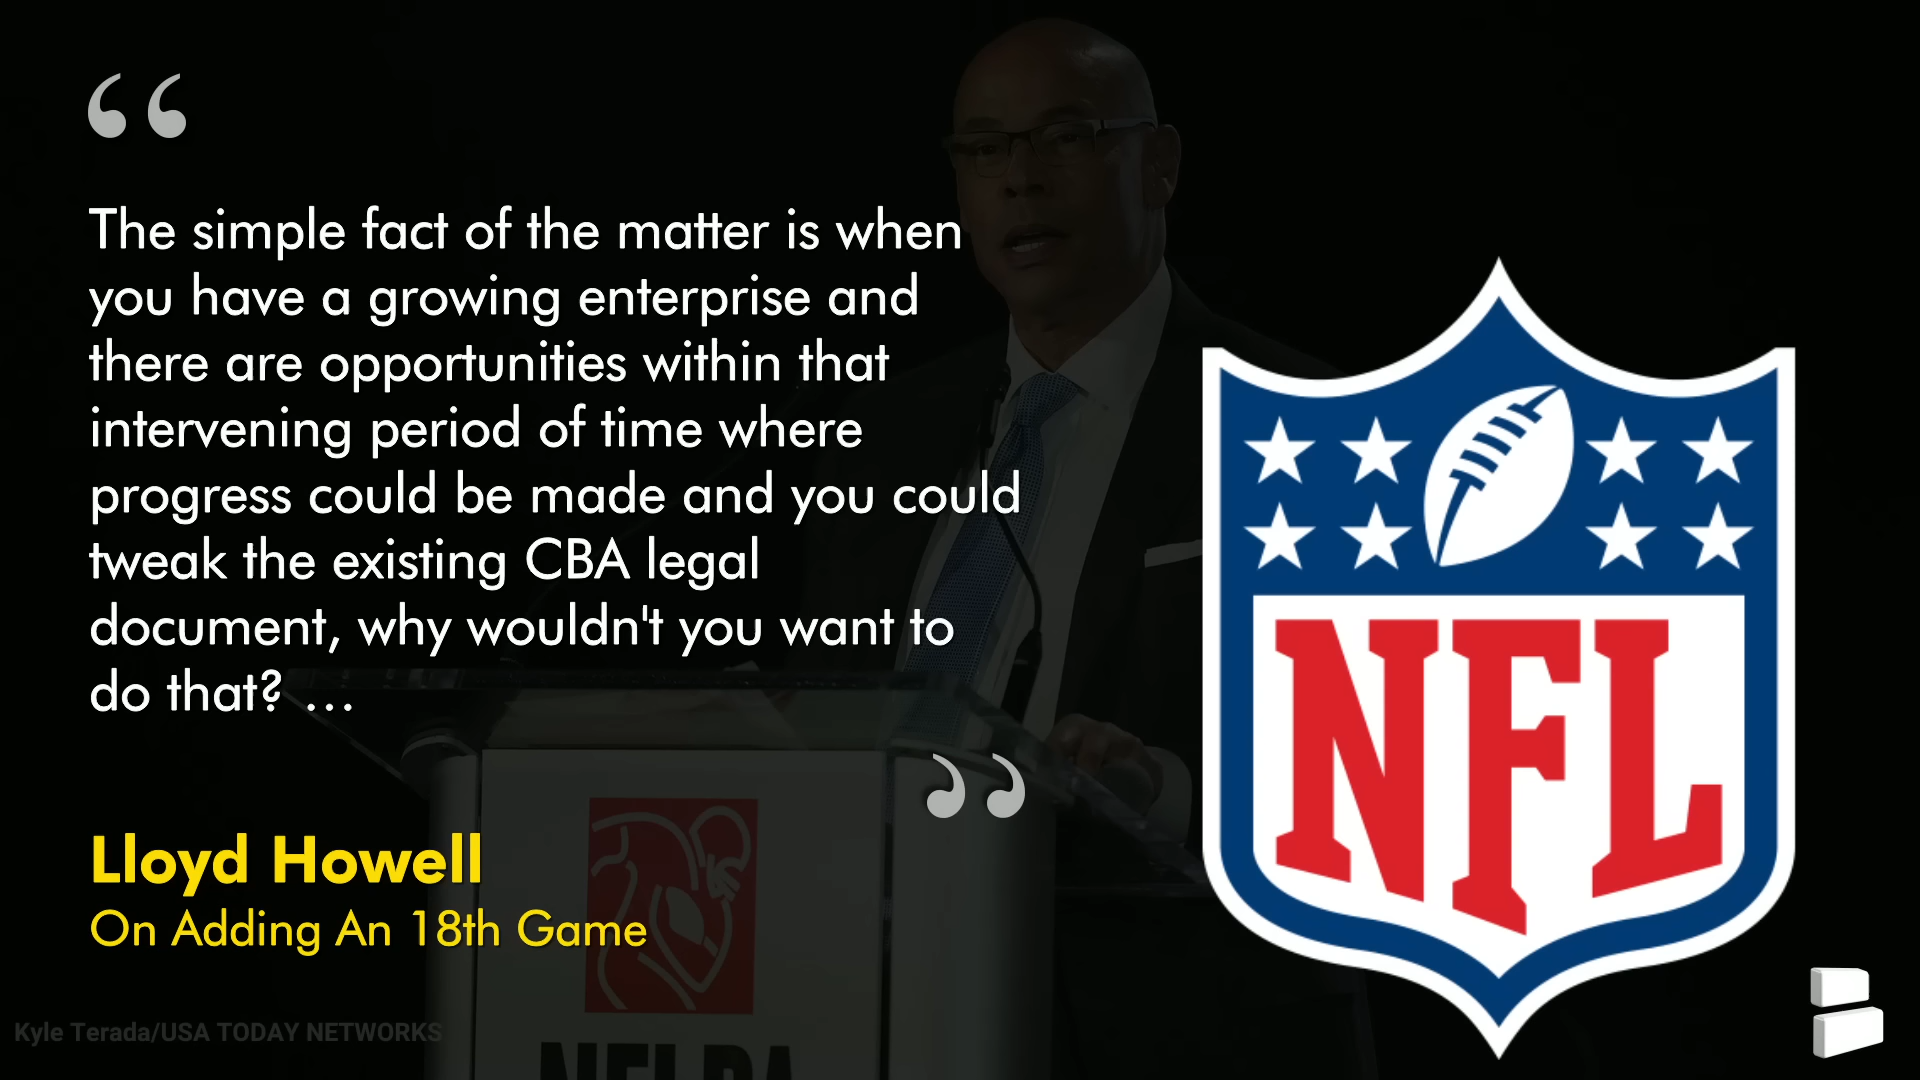 “
The simple fact of the matter is when
you have a growing enterprise and
there are opportunities within that
intervening period of time where
progress could be made and you could
tweak the existing CBA legal
document, why wouldn't you want to
do that? …
”
Lloyd Howell
On Adding An 18th Game
NFL
Kyle Terada/USA TODAY NETWORKS
NFLPA